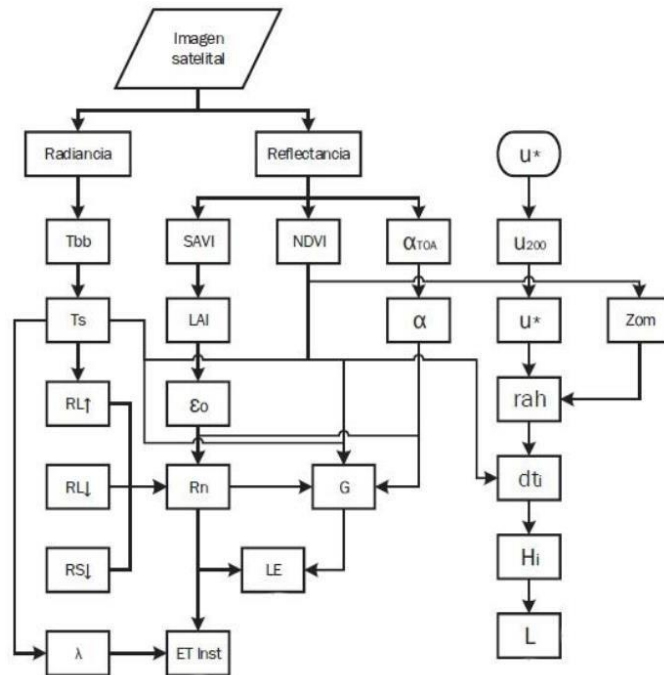 Imagen
satelital
Radiancia
Reflectancia
u*
Tbb
SAVI
NDVI
αTOA
u200
Ts
LAI
α
u*
Zom
RL↑
εo
rah
RL↓
Rn
G
dti
RS↓
LE
Hi
λ
ET Inst
L